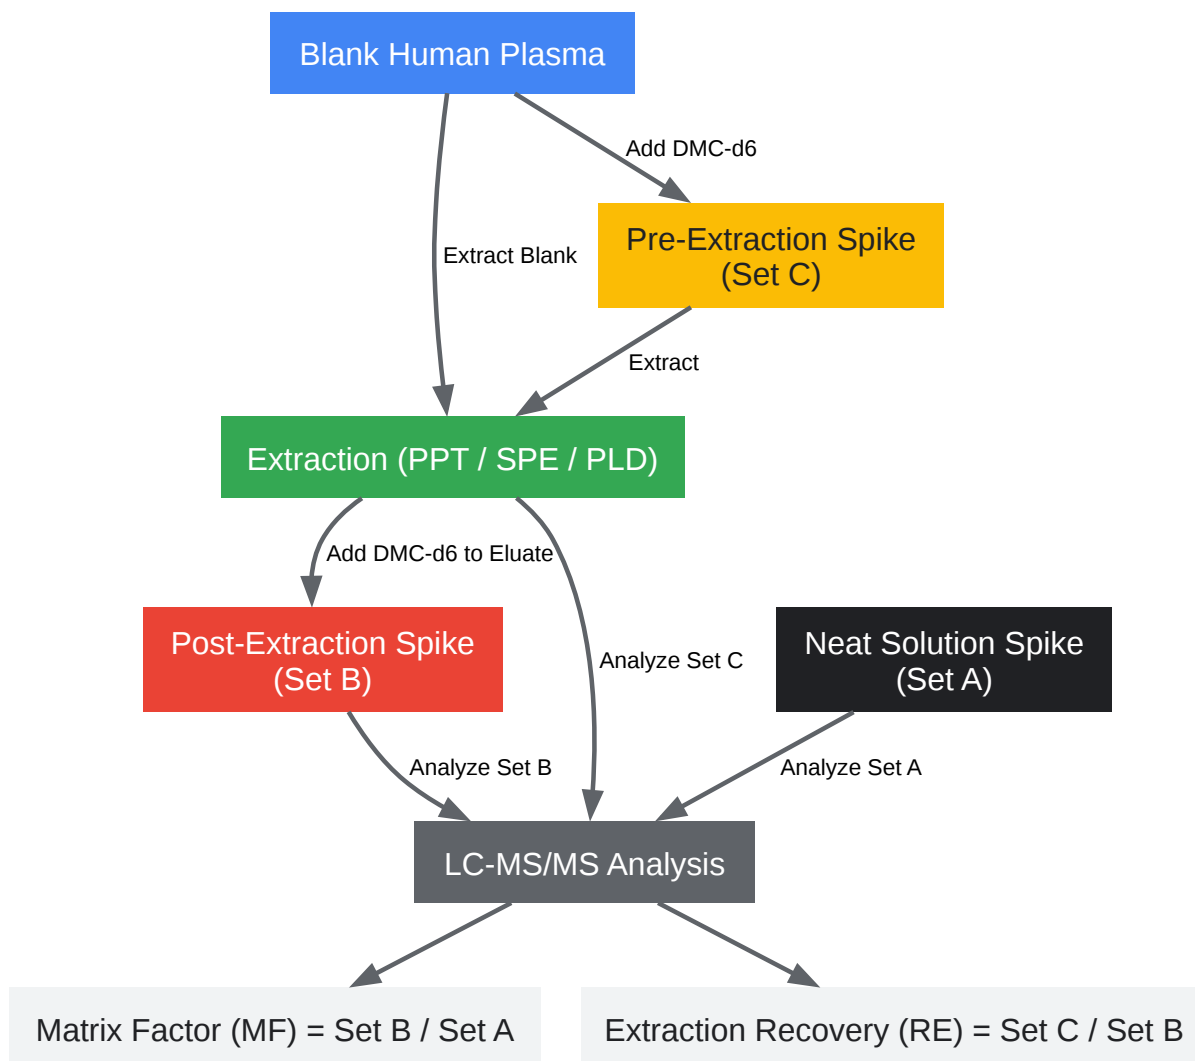 Blank Human Plasma
Add DMC-d6
Pre-Extraction Spike
(Set C)
Extract Blank
Extract
Extraction (PPT / SPE / PLD)
Add DMC-d6 to Eluate
Post-Extraction Spike
(Set B)
Neat Solution Spike
(Set A)
Analyze Set C
Analyze Set B
Analyze Set A
LC-MS/MS Analysis
Matrix Factor (MF) = Set B / Set A
Extraction Recovery (RE) = Set C / Set B